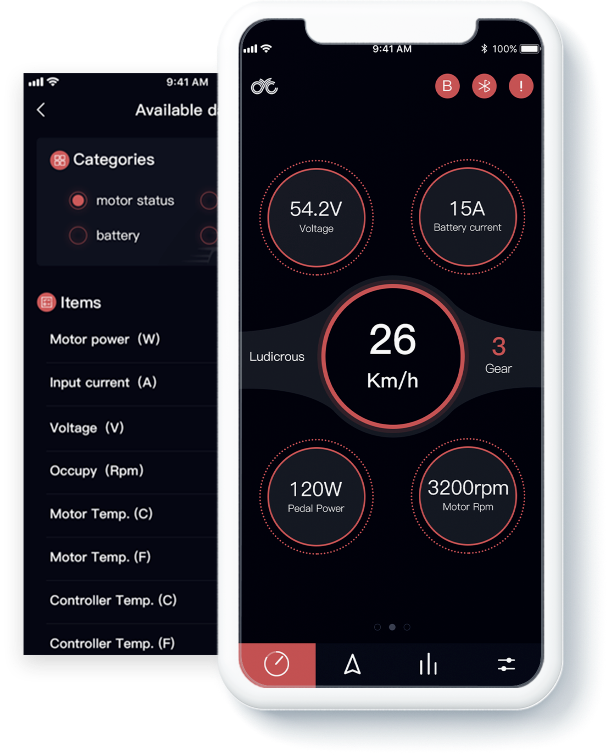 9:41 AM
Available d
Categories
motor status
battery
Items
Motor power (W)
Input current (A)
Voltage (V)
Occupy (Rpm)
Motor Temp. (C)
Motor Temp. (F)
Controller Temp. (C)
Controller Temp. (F)
9:41 AM
100%
B
!
54.2V
Voltage
15A
Battery current
Ludicrous
26
Km/h
3
Gear
120W
Pedal Power
3200rpm
Motor Rpm